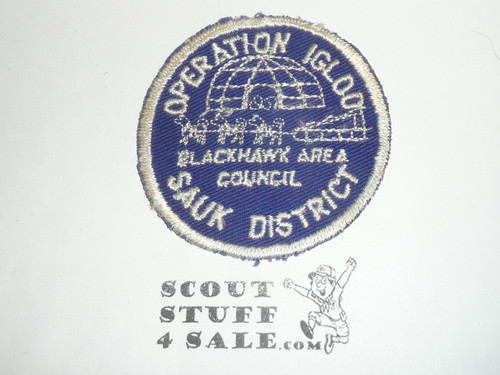 OPERATION IGLOO
BLACKHAWK AREA
COUNCIL
SAUK DISTRICT
SCOUT
STUFF
4 SALE.COM